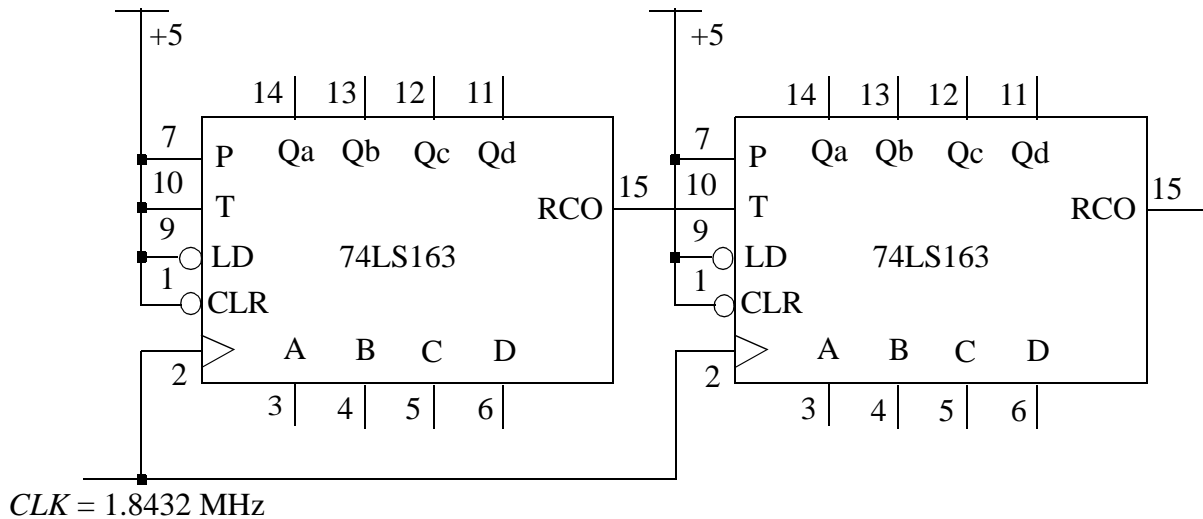 +5 +5
14 13 12 11 14 13 12 11
7 P Qa Qb Qc Qd 7 P Qa Qb Qc Qd
10 T RCO 15 10 T RCO 15
9 LD 74LS163 9 LD 74LS163
1 CLR 1 CLR
2 A B C D 2 A B C D
3 4 5 6 3 4 5 6
CLK = 1.8432 MHz